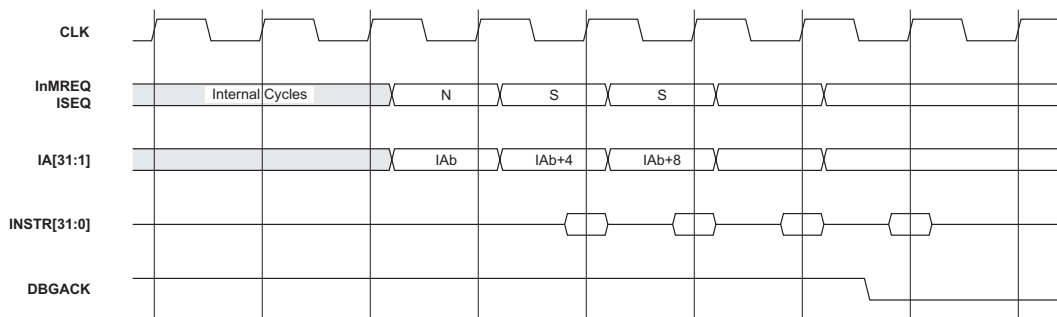 CLK
InMREQ
ISEQ
Internal Cycles
N
S
S
IA[31:1]
IAb
IAb+4
IAb+8
INSTR[31:0]
DBGACK